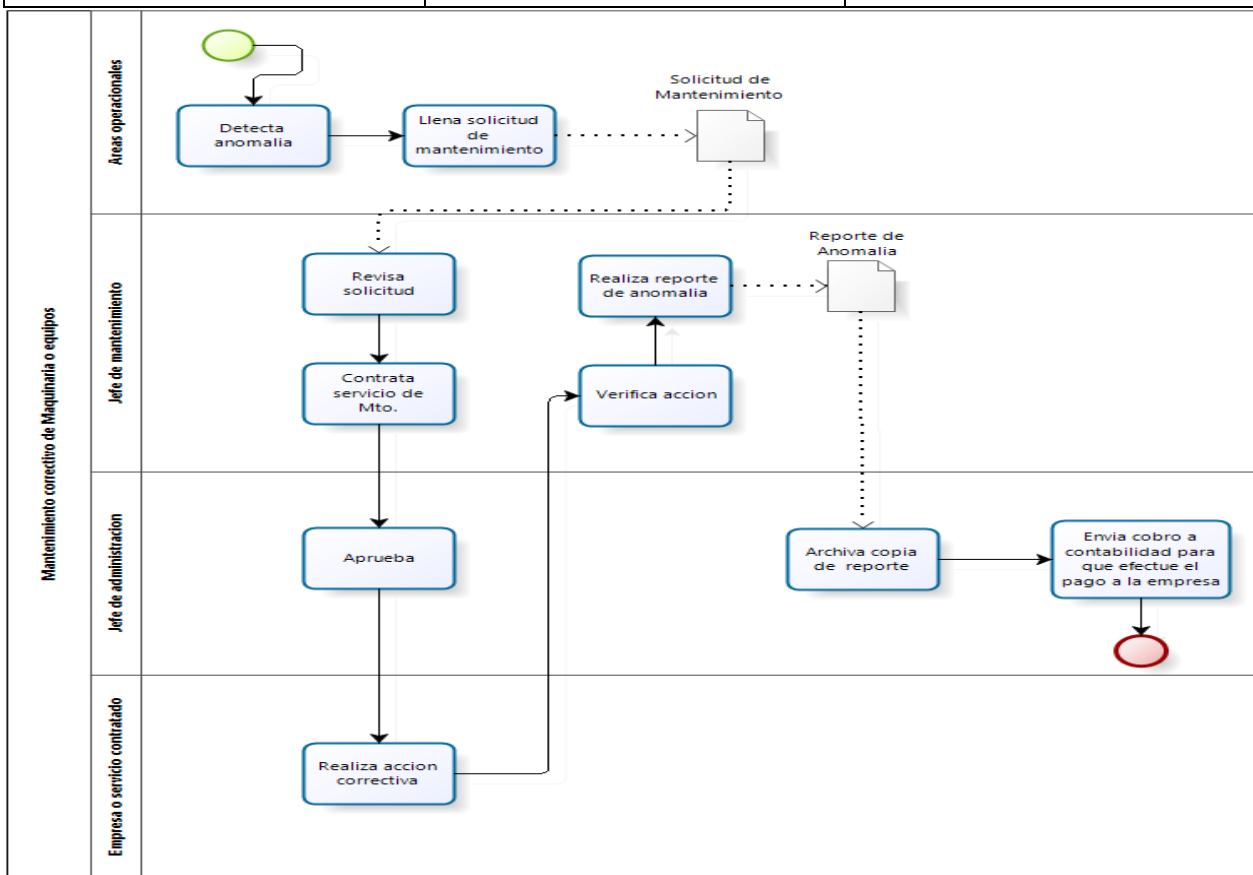 Mantenimiento correctivo de Maquinaria o equipos
Areas operacionales
Detecta
anomalia
Llena solicitud
de
mantenimiento
Solicitud de
Mantenimiento
Jefe de mantenimiento
Revisa
solicitud
Contrata
servicio de
Mto.
Realiza reporte
de anomalia
Verifica accion
Reporte de
Anomalia
Jefe de administracion
Aprueba
Archiva copia
de reporte
Envia cobro a
contabilidad para
que efectue el
pago a la empresa
Empresa o servicio contratado
Realiza accion
correctiva